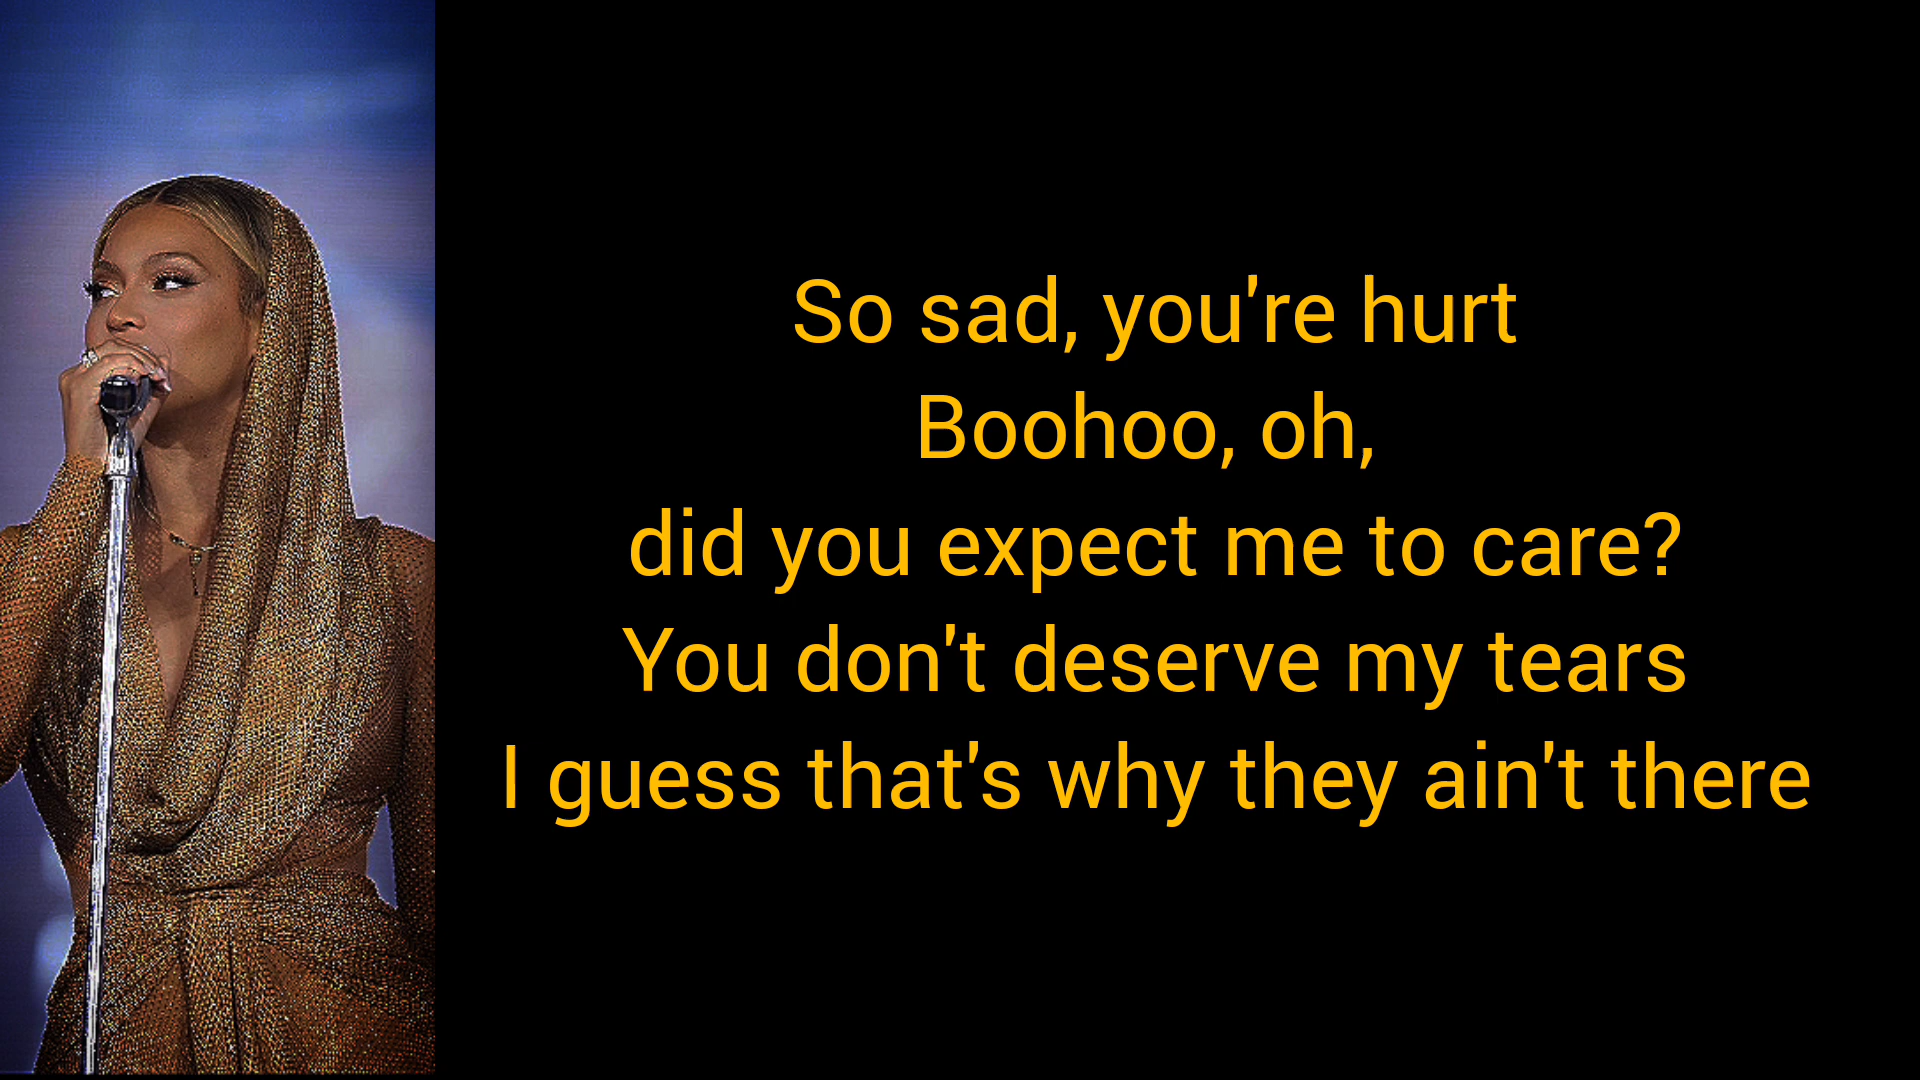 So sad, you're hurt
Boohoo, oh,
did you expect me to care?
You don't deserve my tears
I guess that's why they ain't there